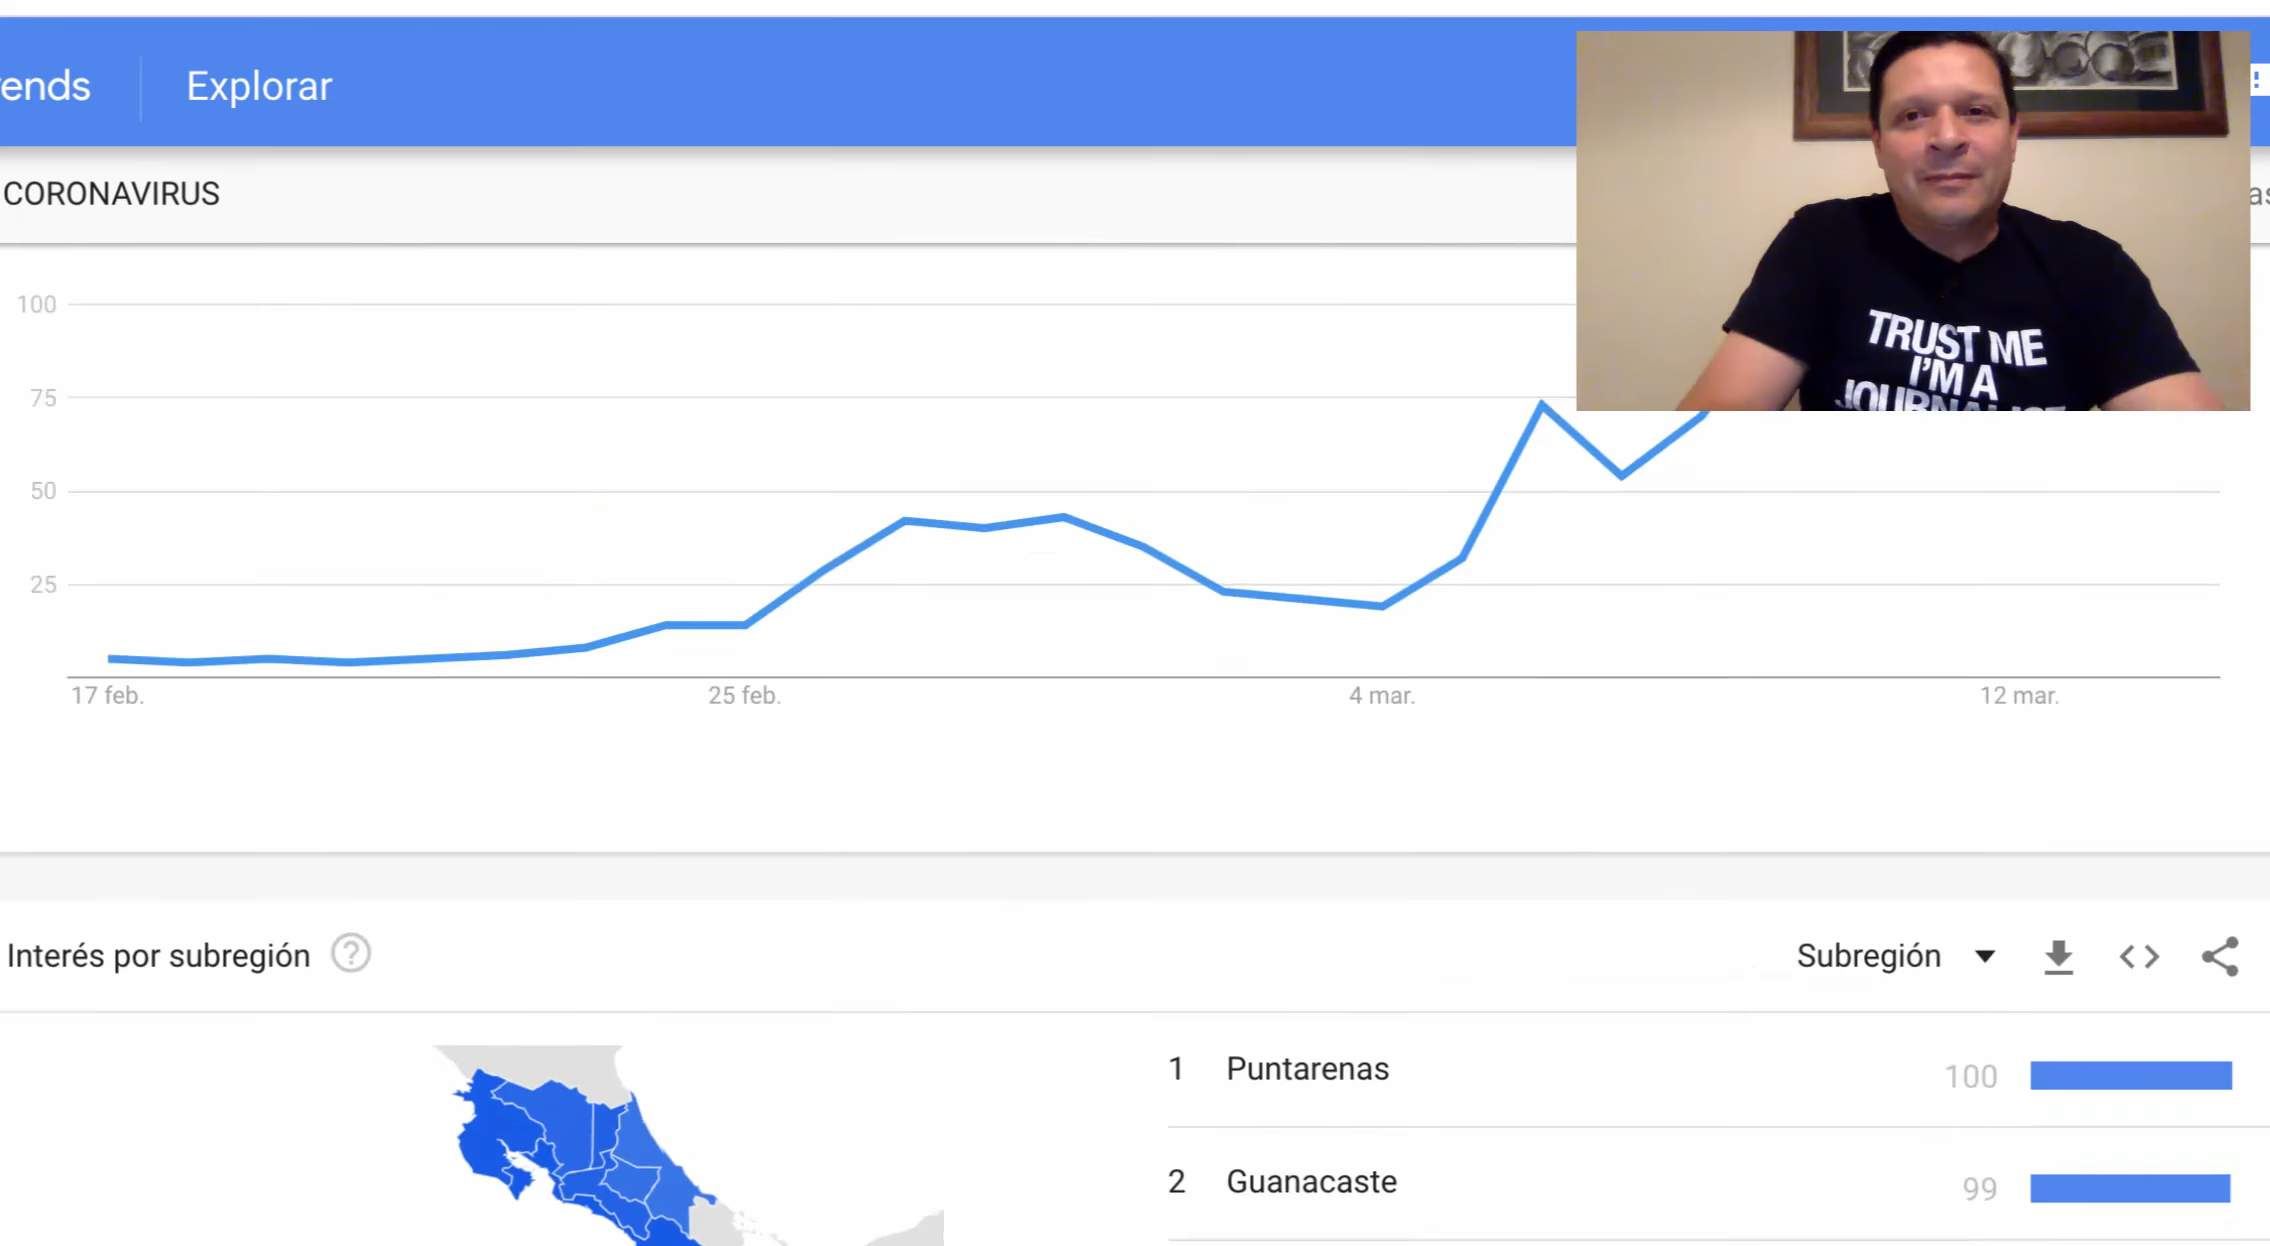 ends
Explorar
CORONAVIRUS
100
75
50
25
17 feb.
25 feb.
4 mar.
12 mar.
TRUST ME
I'M A
Interés por subregión
?
Subregión
1 Puntarenas 100
2 Guanacaste 99